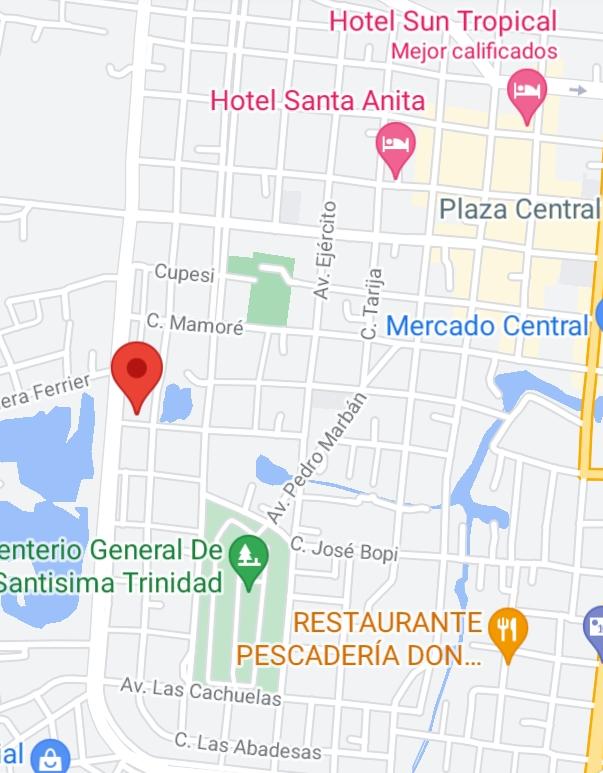 Hotel Sun Tropical
Mejor calificados
Hotel Santa Anita
Plaza Central
Av. Ejército
Cupesi
C. Tarija
C. Mamoré
Mercado Central
era Ferrier
Av. Pedro Marbán
enterio General De
Santisima Trinidad
C. José Bopi
RESTAURANTE
PESCADERÍA DON...
Av. Las Cachuelas
C. Las Abadesas
ial